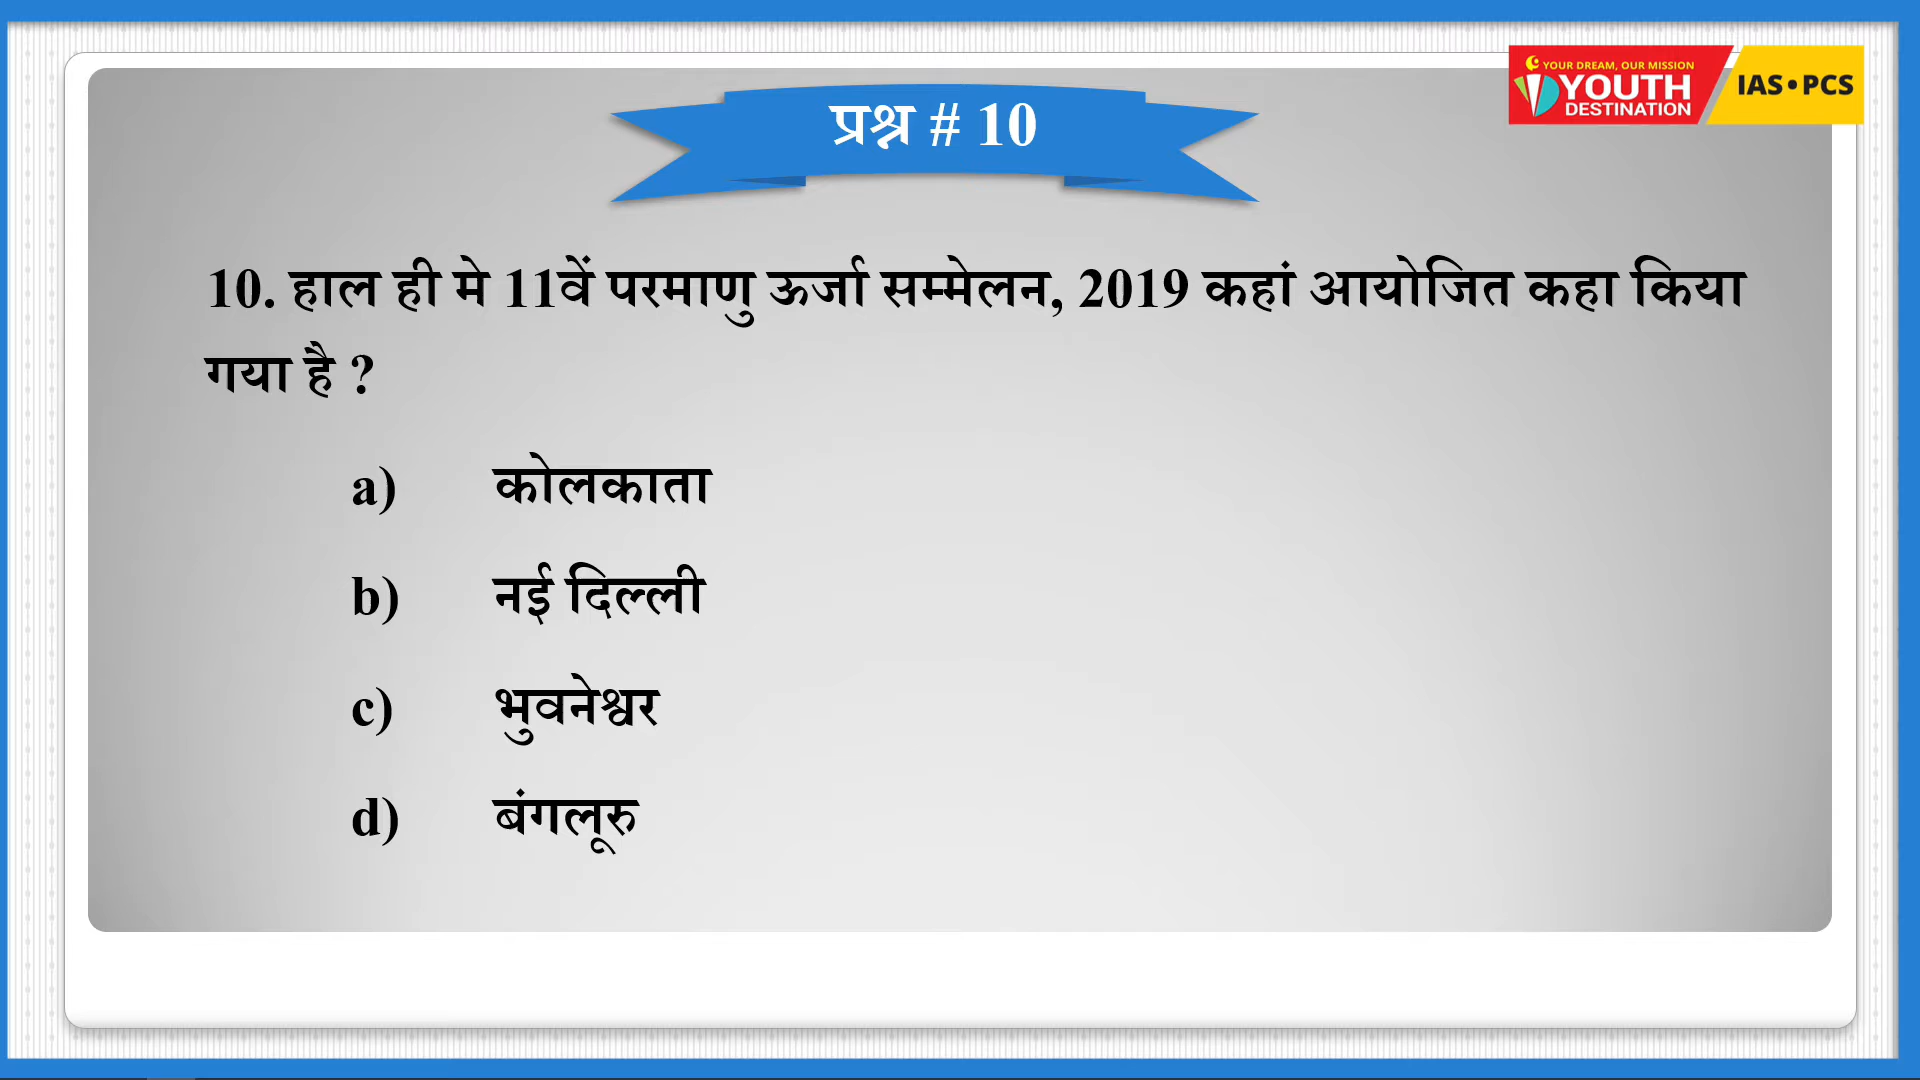 YOUR DREAM, OUR MISSION
YOUTH
DESTINATION
IAS•PCS
प्रश्न # 10
10. हाल ही मे 11वें परमाणु ऊर्जा सम्मेलन, 2019 कहां आयोजित कहा किया
गया है ?
a) कोलकाता
b) नई दिल्ली
c) भुवनेश्वर
d) बंगलूरु